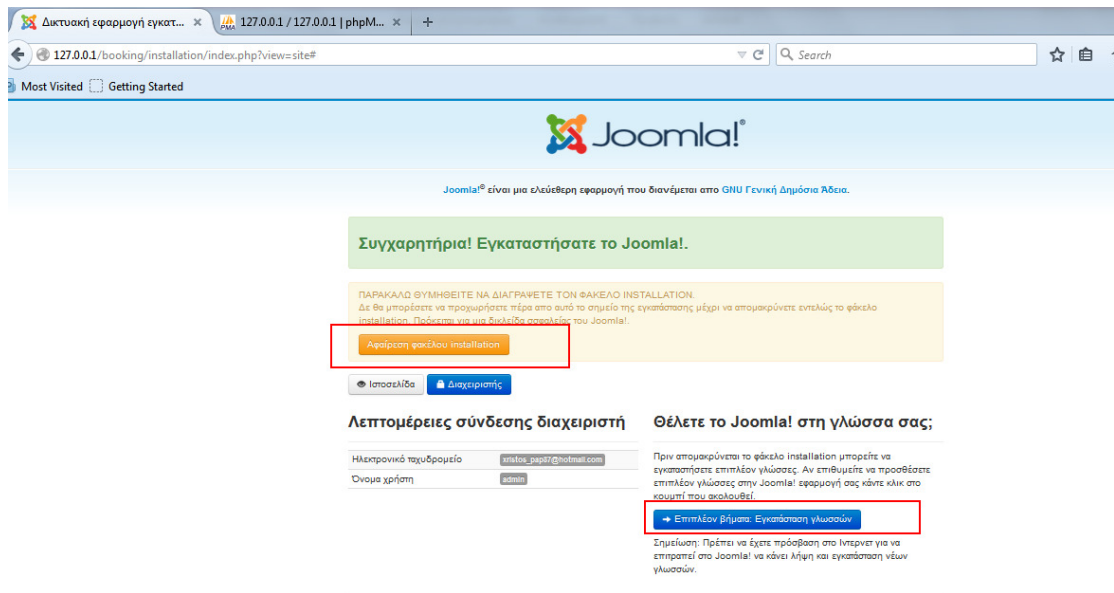 Δικτυακή εφαρμογή εγκατ... × 127.0.0.1 / 127.0.0.1 | phpM... × +
127.0.0.1/booking/installation/index.php?view=site# Search
Most Visited Getting Started
Joomla!®
Joomla!® είναι μια ελεύθερη εφαρμογή που διανέμεται απο GNU Γενική Δημόσια Άδεια.
Συγχαρητήρια! Εγκαταστήσατε το Joomla!.
ΠΑΡΑΚΑΛΩ ΘΥΜΗΘΕΙΤΕ ΝΑ ΔΙΑΓΡΑΨΕΤΕ ΤΟΝ ΦΑΚΕΛΟ INSTALLATION.
Δε θα μπορέσετε να προχωρήσετε πέρα απο αυτό το σημείο της εγκατάστασης μέχρι να απομακρύνετε εντελώς το φάκελο
installation. Πρόκειται για μια δικλείδα ασφαλείας του Joomla!.
Αφαίρεση φακέλου installation
Ιστοσελίδα Διαχειριστής
Λεπτομέρειες σύνδεσης διαχειριστή
Ηλεκτρονικό ταχυδρομείο xristos_pap87@hotmail.com
Όνομα χρήστη admin
Θέλετε το Joomla! στη γλώσσα σας;
Πριν απομακρύνεται το φάκελο installation μπορείτε να
εγκαταστήσετε επιπλέον γλώσσες. Αν επιθυμείτε να προσθέσετε
επιπλέον γλώσσες στην Joomla! εφαρμογή σας κάντε κλικ στο
κουμπί που ακολουθεί.
Επιπλέον βήματα: Εγκατάσταση γλωσσών
Σημείωση: Πρέπει να έχετε πρόσβαση στο Ιντερνετ για να
επιτραπεί στο Joomla! να κάνει λήψη και εγκατάσταση νέων
γλωσσών.